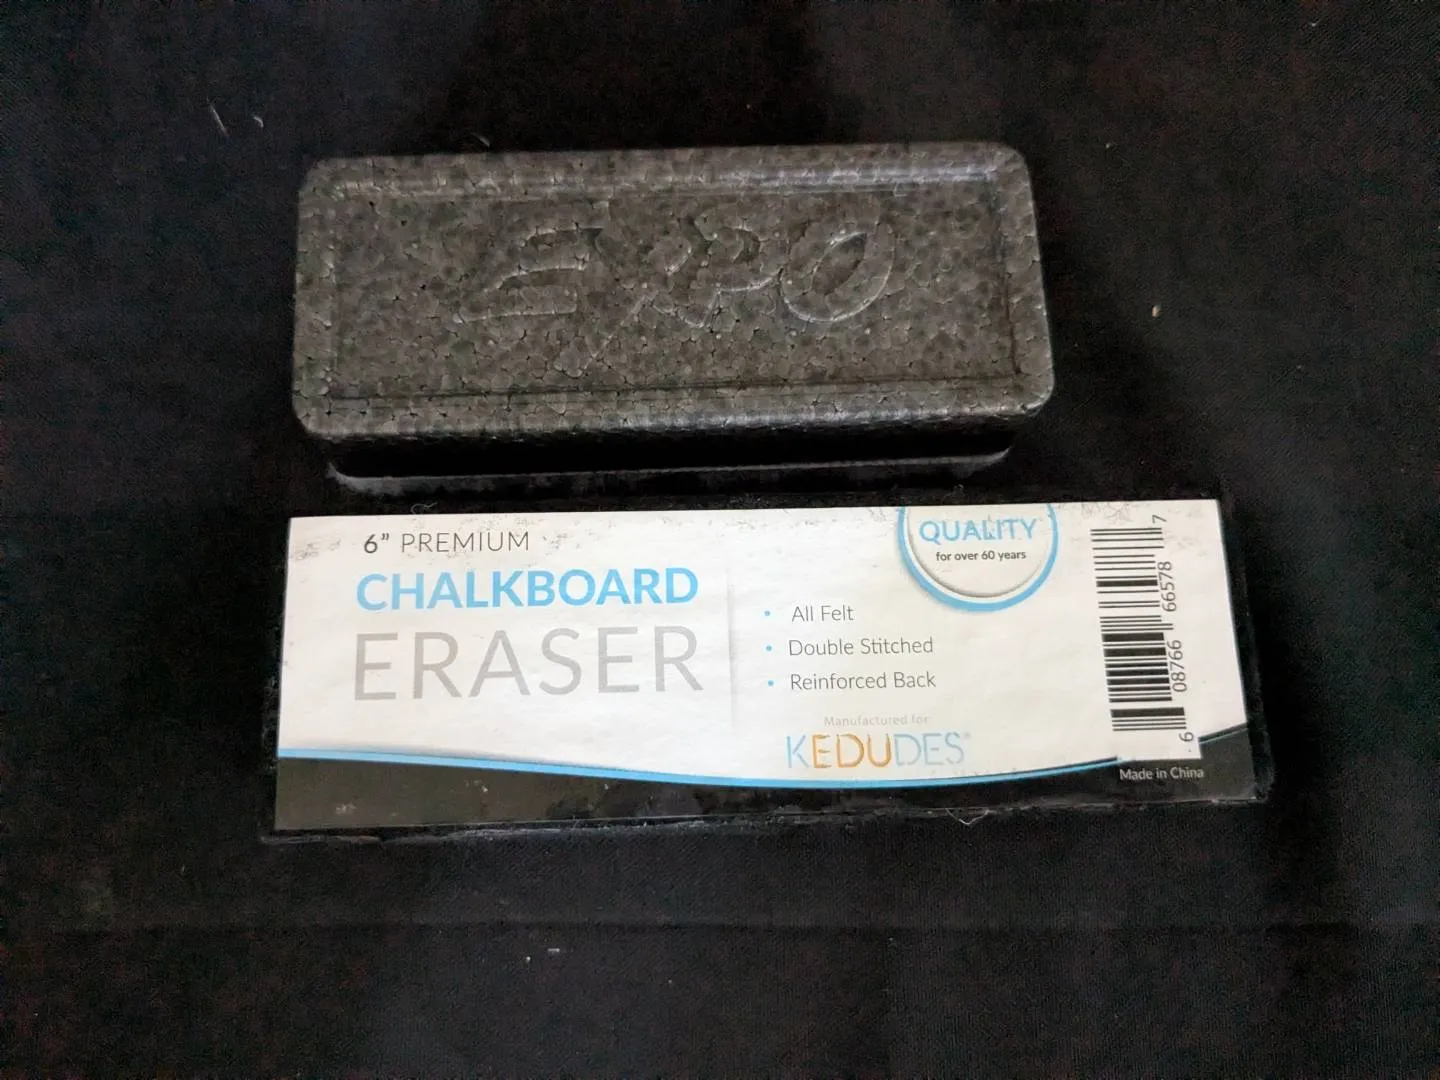 EXPO
6” PREMIUM
CHALKBOARD
ERASER
QUALITY
for over 60 years
• All Felt
• Double Stitched
• Reinforced Back
Manufactured for:
KEDUDES®
6 08766 66578 7
Made in China